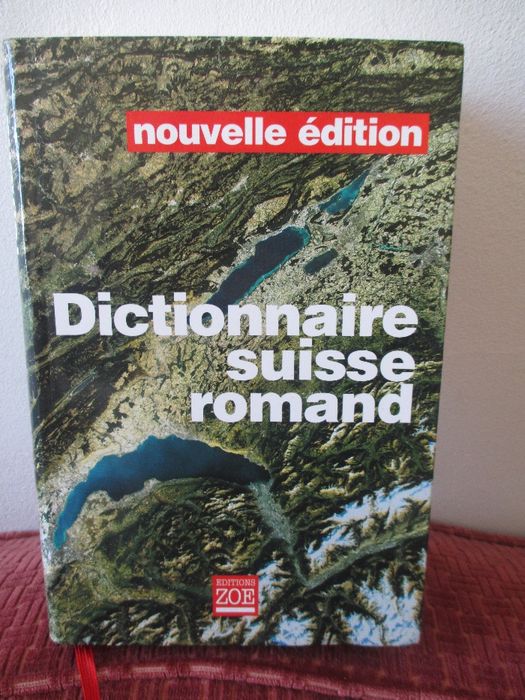 nouvelle édition
Dictionnaire
suisse
romand
EDITIONS
ZOE